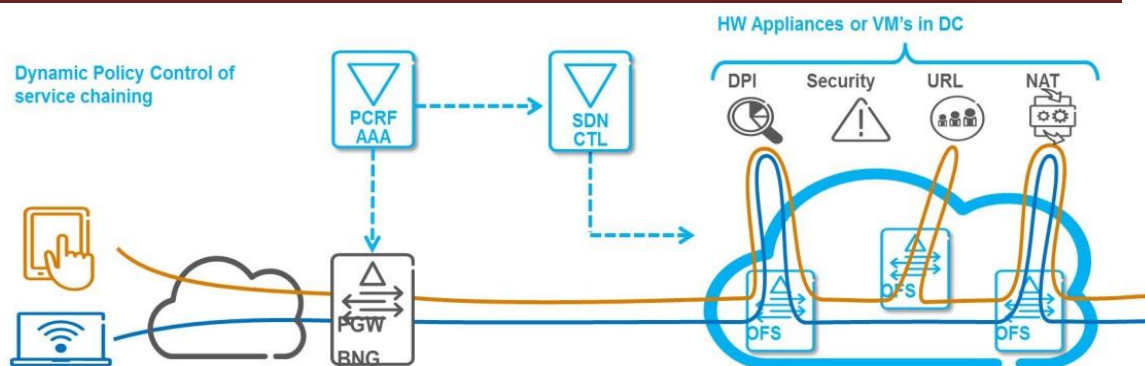 HW Appliances or VM's in DC
Dynamic Policy Control of
service chaining
DPI
Security
URL
NAT
PCRF
AAA
SDN
CTL
PGW
BNG
OFS
OFS
OFS